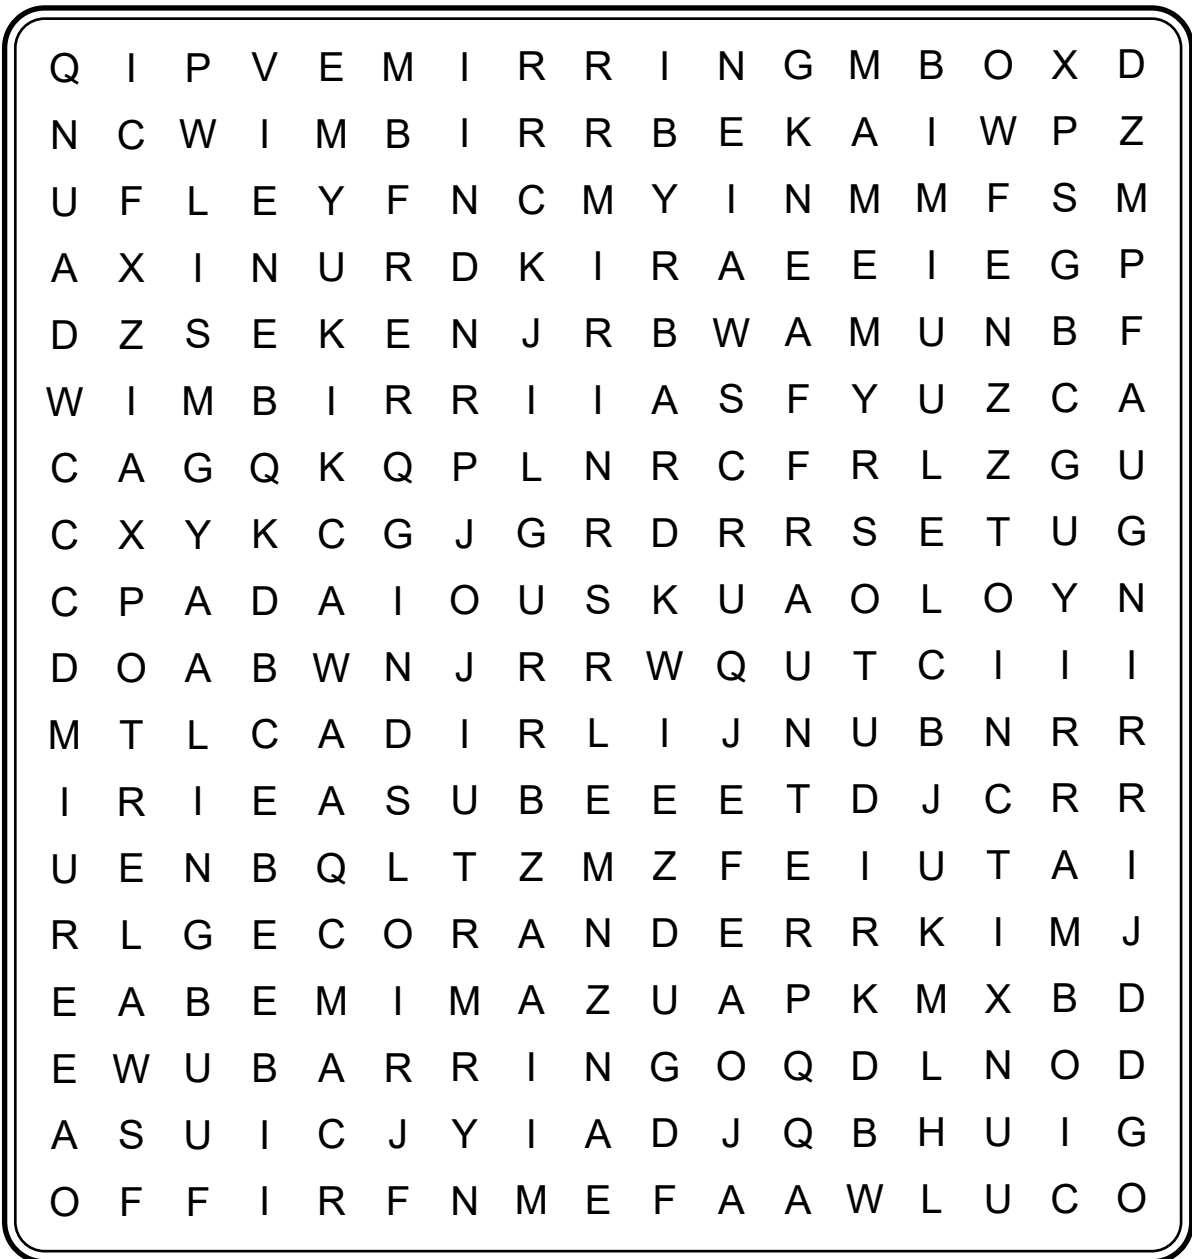 Q I P V E M I R R I N G M B O X D
N C W I M B I R R B E K A I W P Z
U F L E Y F N C M Y I N M M F S M
A X I N U R D K I R A E E I E G P
D Z S E K E N J R B W A M U N B F
W I M B I R R I I A S F Y U Z C A
C A G Q K Q P L N R C F R L Z G U
C X Y K C G J G R D R R S E T U G
C P A D A I O U S K U A O L O Y N
D O A B W N J R R W Q U T C I I I
M T L C A D I R L I J N U B N R R
I R I E A S U B E E E T D J C R R
U E N B Q L T Z M Z F E I U T A I
R L G E C O R A N D E R R K I M J
E A B E M I M A Z U A P K M X B D
E W U B A R R I N G O Q D L N O D
A S U I C J Y I A D J Q B H U I G
O F F I R F N M E F A A W L U C O